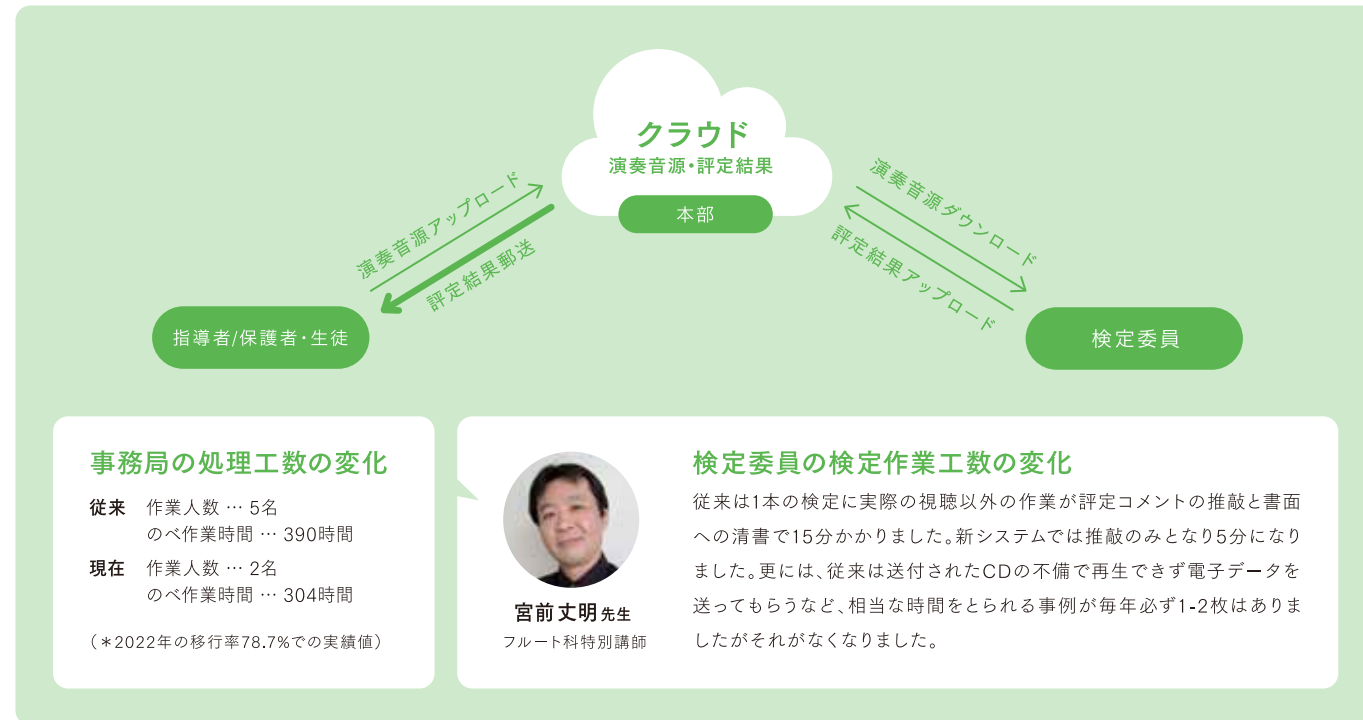 クラウド
演奏音源・評定結果
本部
演奏音源アップロード
評定結果郵送
演奏音源ダウンロード
評定結果アップロード
指導者/保護者・生徒
検定委員
事務局の処理工数の変化
従来 作業人数 … 5名
のべ作業時間 … 390時間
現在 作業人数 … 2名
のべ作業時間 … 304時間
（＊2022年の移行率78.7%での実績値）
宮前丈明先生
フルート科特別講師
検定委員の検定作業工数の変化
従来は1本の検定に実際の視聴以外の作業が評定コメントの推敲と書面
への清書で15分かかりました。新システムでは推敲のみとなり5分になり
ました。更には、従来は送付されたCDの不備で再生できず電子データを
送ってもらうなど、相当な時間をとられる事例が毎年必ず1-2枚はありま
したがそれがなくなりました。